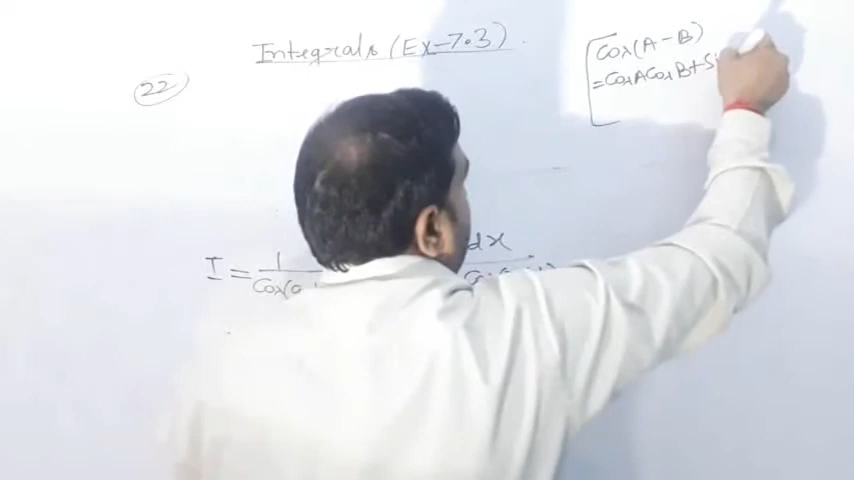 Integrals (Ex-7.3)
22
Cos(A-B)
=CosACosB+Si
I = 1 dx
Cos(a